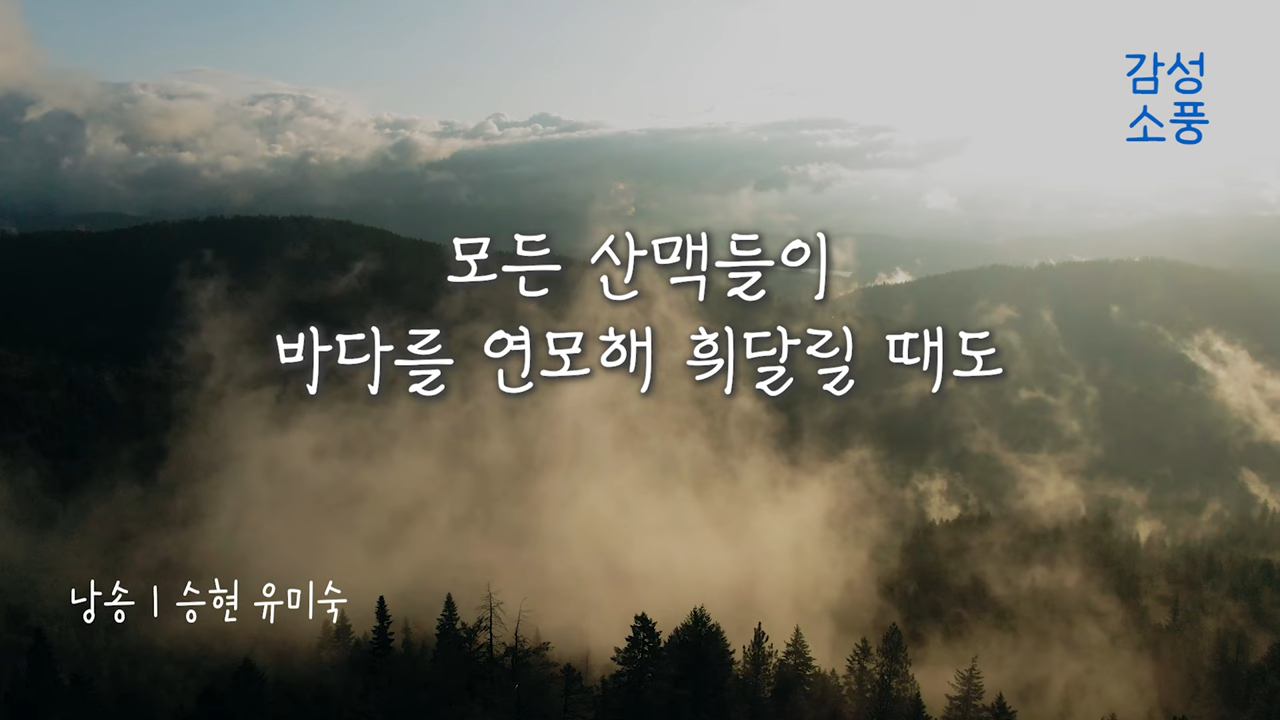 감성
소풍
모든 산맥들이
바다를 연모해 휘달릴 때도
낭송 | 승현 유미숙